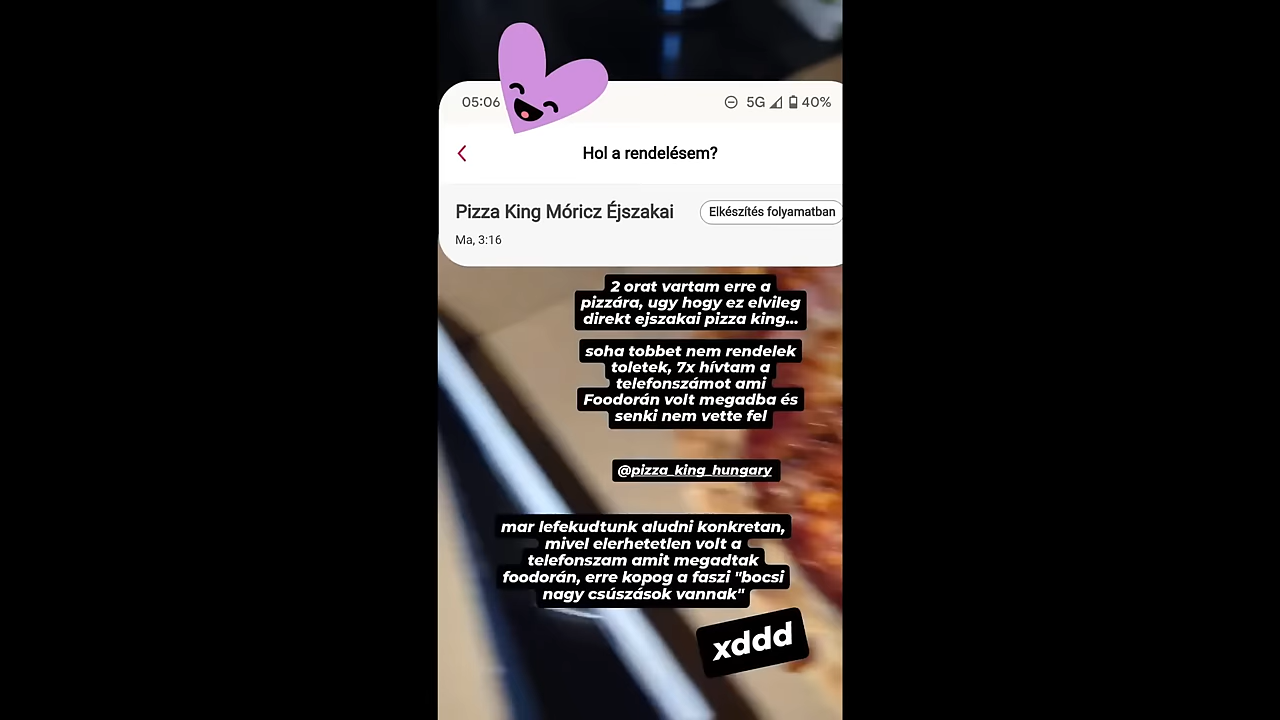 05:06
5G
40%
Hol a rendelésem?
Pizza King Móricz Éjszakai
Elkészítés folyamatban
Ma, 3:16
2 orat vartam erre a
pizzára, ugy hogy ez elvileg
direkt ejszakai pizza king...
soha tobbet nem rendelek
toletek, 7x hívtam a
telefonszámot ami
Foodorán volt megadba és
senki nem vette fel
@pizza_king_hungary
mar lefekudtunk aludni konkretan,
mivel elerhetetlen volt a
telefonszam amit megadtak
foodorán, erre kopog a faszi "bocsi
nagy csúszások vannak"
xddd